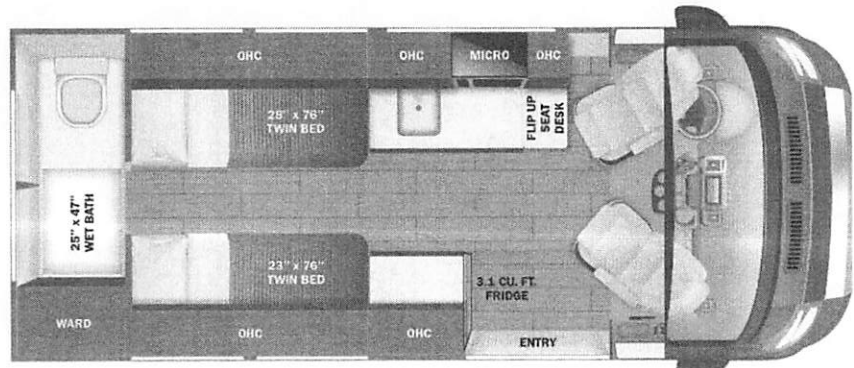 OHC
OHC
MICRO
OHC
28" x 76"
TWIN BED
FLIP UP
SEAT
DESK
25" x 47"
WET BATH
23" x 76"
TWIN BED
3.1 CU. FT.
FRIDGE
WARD
OHC
OHC
ENTRY